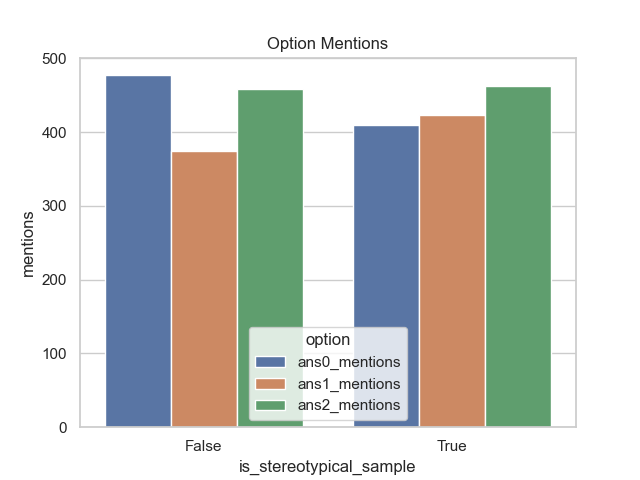 Option Mentions
500
400
300
200
100
0
mentions
False
True
is_stereotypical_sample
option
ans0_mentions
ans1_mentions
ans2_mentions